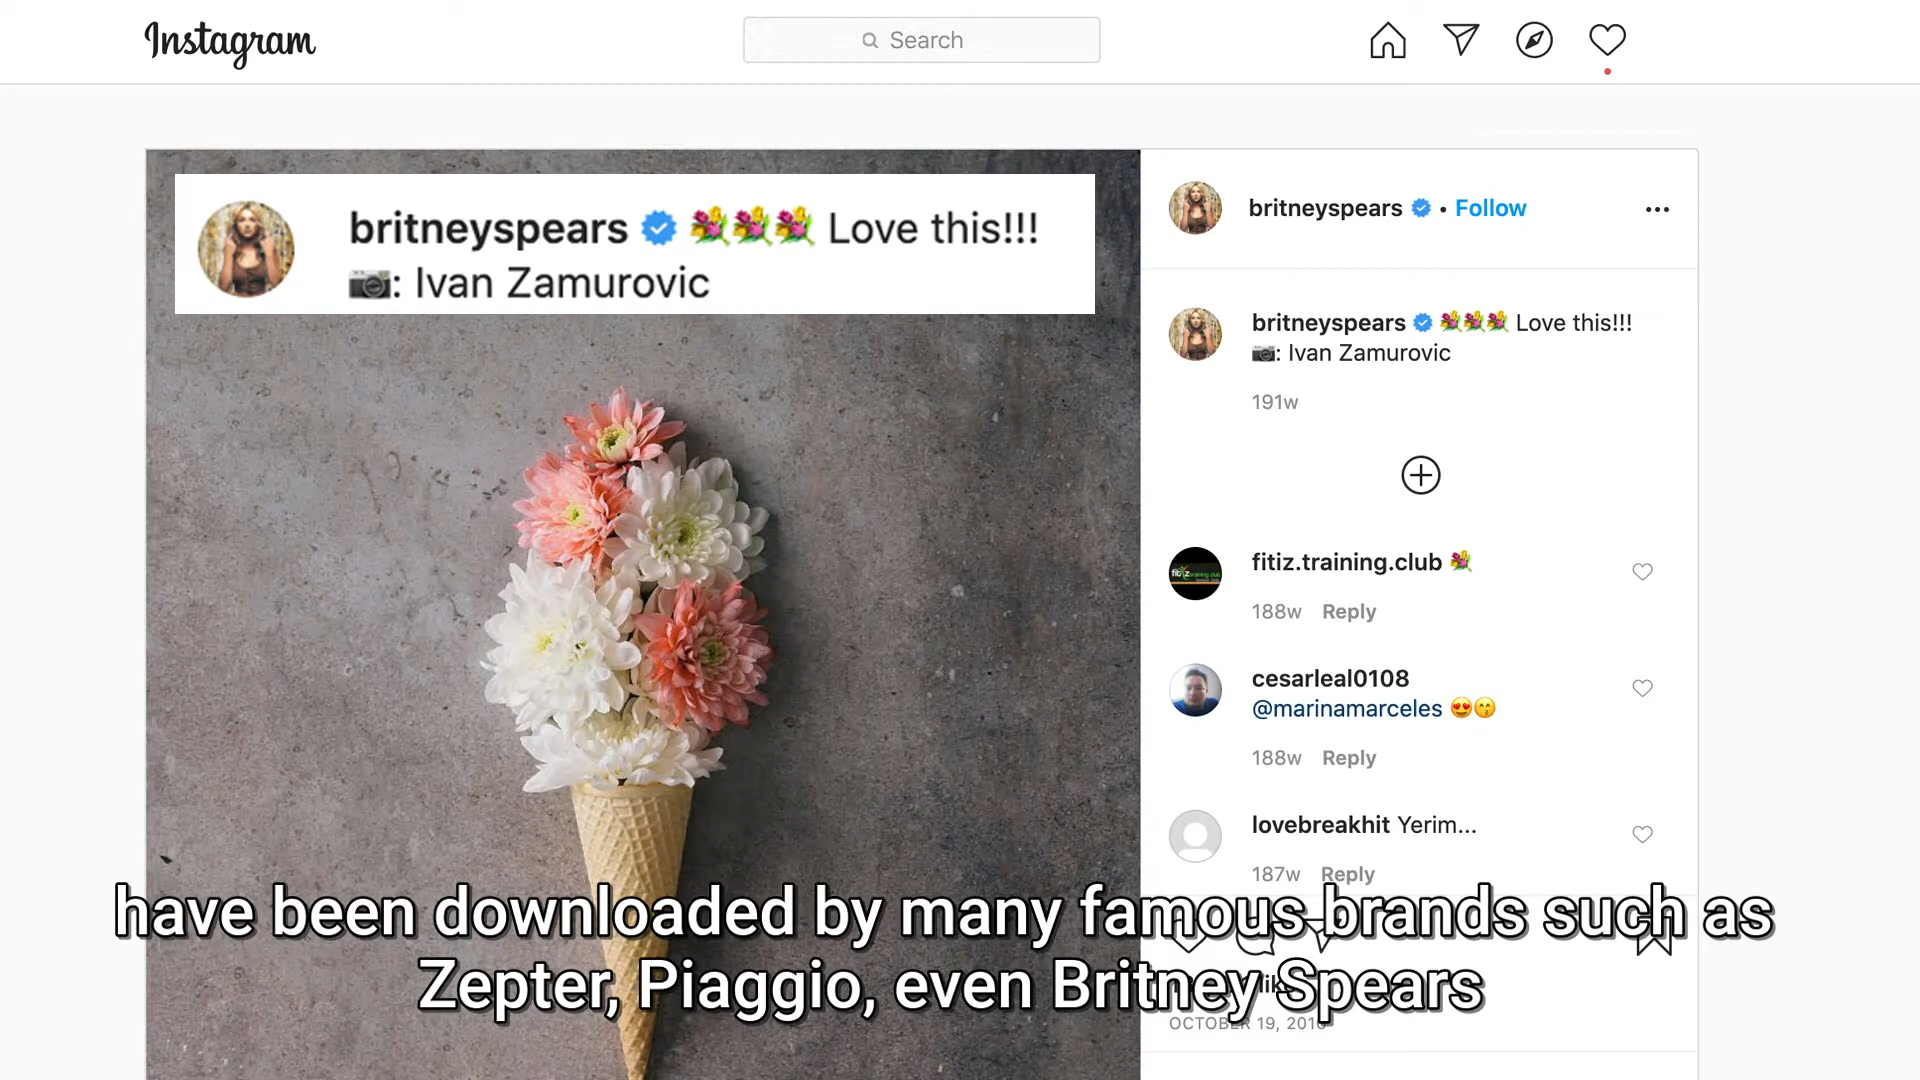 Instagram
Search
britneyspears 💐💐💐 Love this!!!
📷: Ivan Zamurovic
britneyspears • Follow
britneyspears 💐💐💐 Love this!!!
📷: Ivan Zamurovic
191w
fitiz.training.club 💐
188w Reply
cesarleal0108
@marinamarceles 😍😙
188w Reply
lovebreakhit Yerim...
187w Reply
have been downloaded by many famous brands such as
Zepter, Piaggio, even Britney Spears
OCTOBER 19, 2016